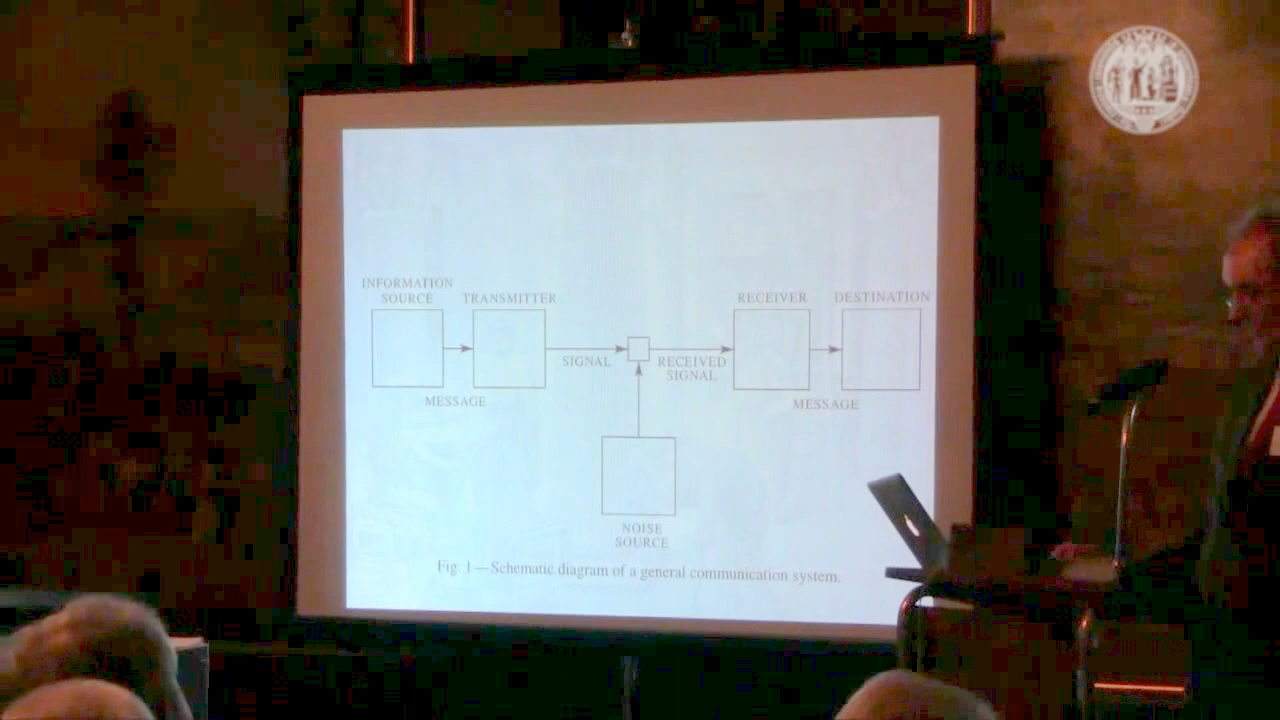 INFORMATION
SOURCE
TRANSMITTER
RECEIVER
DESTINATION
SIGNAL
RECEIVED
SIGNAL
MESSAGE
MESSAGE
NOISE
SOURCE
Fig. 1—Schematic diagram of a general communication system.